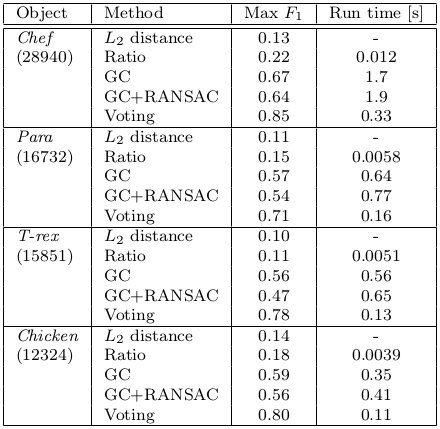 Object Method Max F1 Run time [s]
Chef L2 distance 0.13 -
(28940) Ratio 0.22 0.012
GC 0.67 1.7
GC+RANSAC 0.64 1.9
Voting 0.85 0.33
Para L2 distance 0.11 -
(16732) Ratio 0.15 0.0058
GC 0.57 0.64
GC+RANSAC 0.54 0.77
Voting 0.71 0.16
T-rex L2 distance 0.10 -
(15851) Ratio 0.11 0.0051
GC 0.56 0.56
GC+RANSAC 0.47 0.65
Voting 0.78 0.13
Chicken L2 distance 0.14 -
(12324) Ratio 0.18 0.0039
GC 0.59 0.35
GC+RANSAC 0.56 0.41
Voting 0.80 0.11